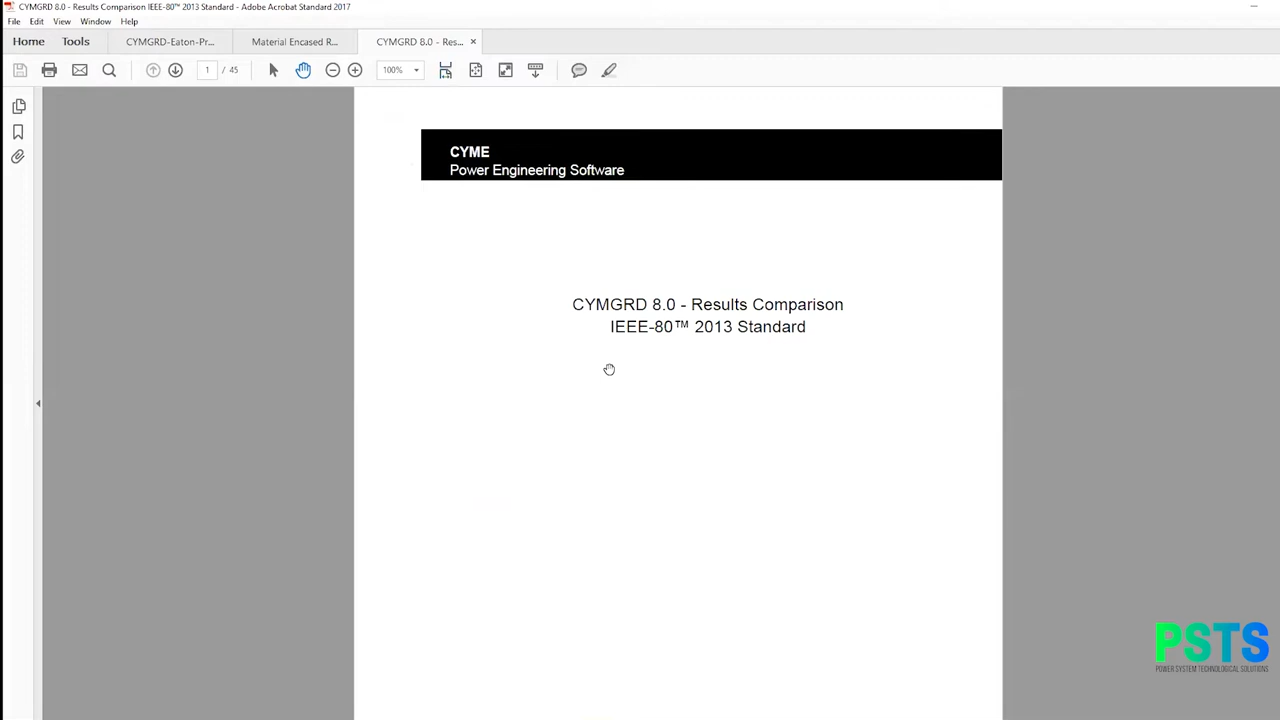 CYMGRD 8.0 - Results Comparison IEEE-80™ 2013 Standard - Adobe Acrobat Standard 2017
File Edit View Window Help
Home Tools CYMGRD-Eaton-Pr... Material Encased R... CYMGRD 8.0 - Res...
1 / 45 100%
CYME
Power Engineering Software
CYMGRD 8.0 - Results Comparison
IEEE-80™ 2013 Standard
PSTS
POWER SYSTEM TECHNOLOGICAL SOLUTIONS